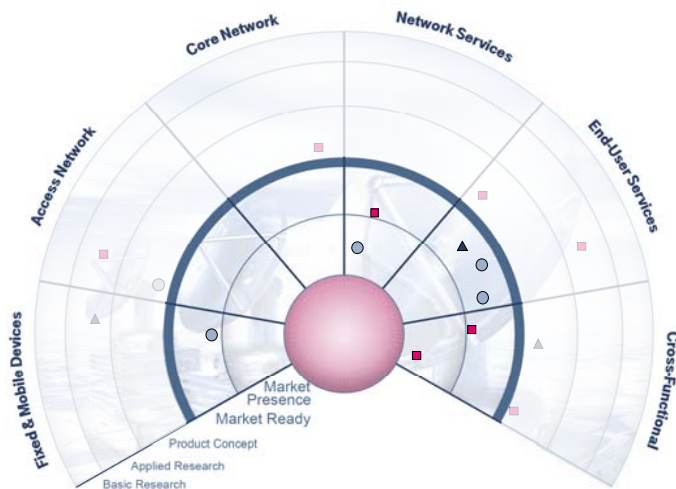 Core Network
Network Services
Access Network
End-User Services
Fixed & Mobile Devices
Cross-Functional
Market
Presence
Market Ready
Product Concept
Applied Research
Basic Research